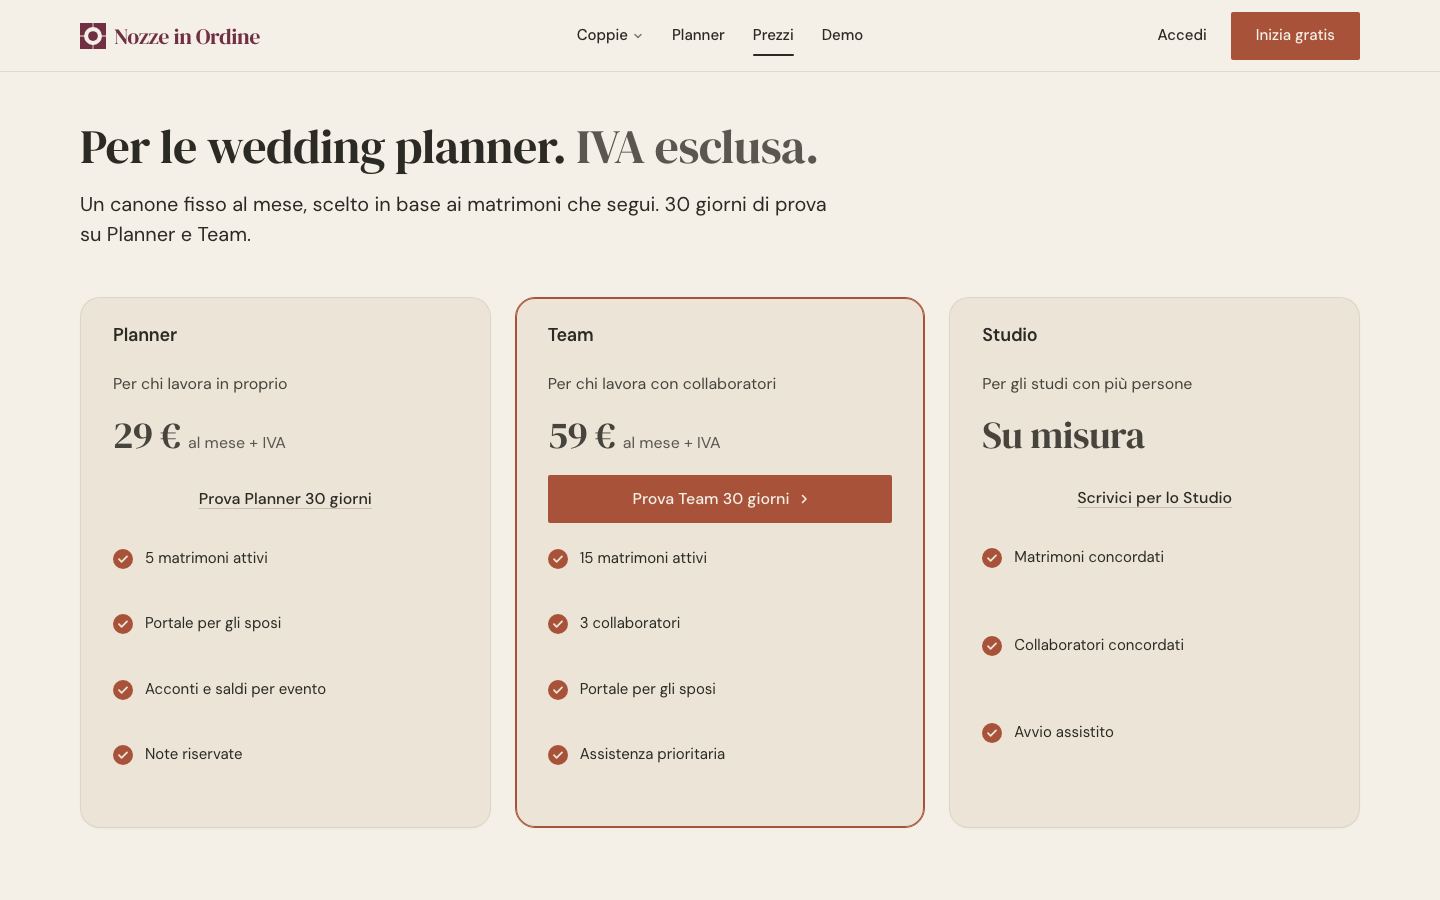 Nozze in Ordine
Coppie
Planner
Prezzi
Demo
Accedi
Inizia gratis
Per le wedding planner. IVA esclusa.
Un canone fisso al mese, scelto in base ai matrimoni che segui. 30 giorni di prova
su Planner e Team.
Planner
Per chi lavora in proprio
29 € al mese + IVA
Prova Planner 30 giorni
5 matrimoni attivi
Portale per gli sposi
Acconti e saldi per evento
Note riservate
Team
Per chi lavora con collaboratori
59 € al mese + IVA
Prova Team 30 giorni
15 matrimoni attivi
3 collaboratori
Portale per gli sposi
Assistenza prioritaria
Studio
Per gli studi con più persone
Su misura
Scrivici per lo Studio
Matrimoni concordati
Collaboratori concordati
Avvio assistito